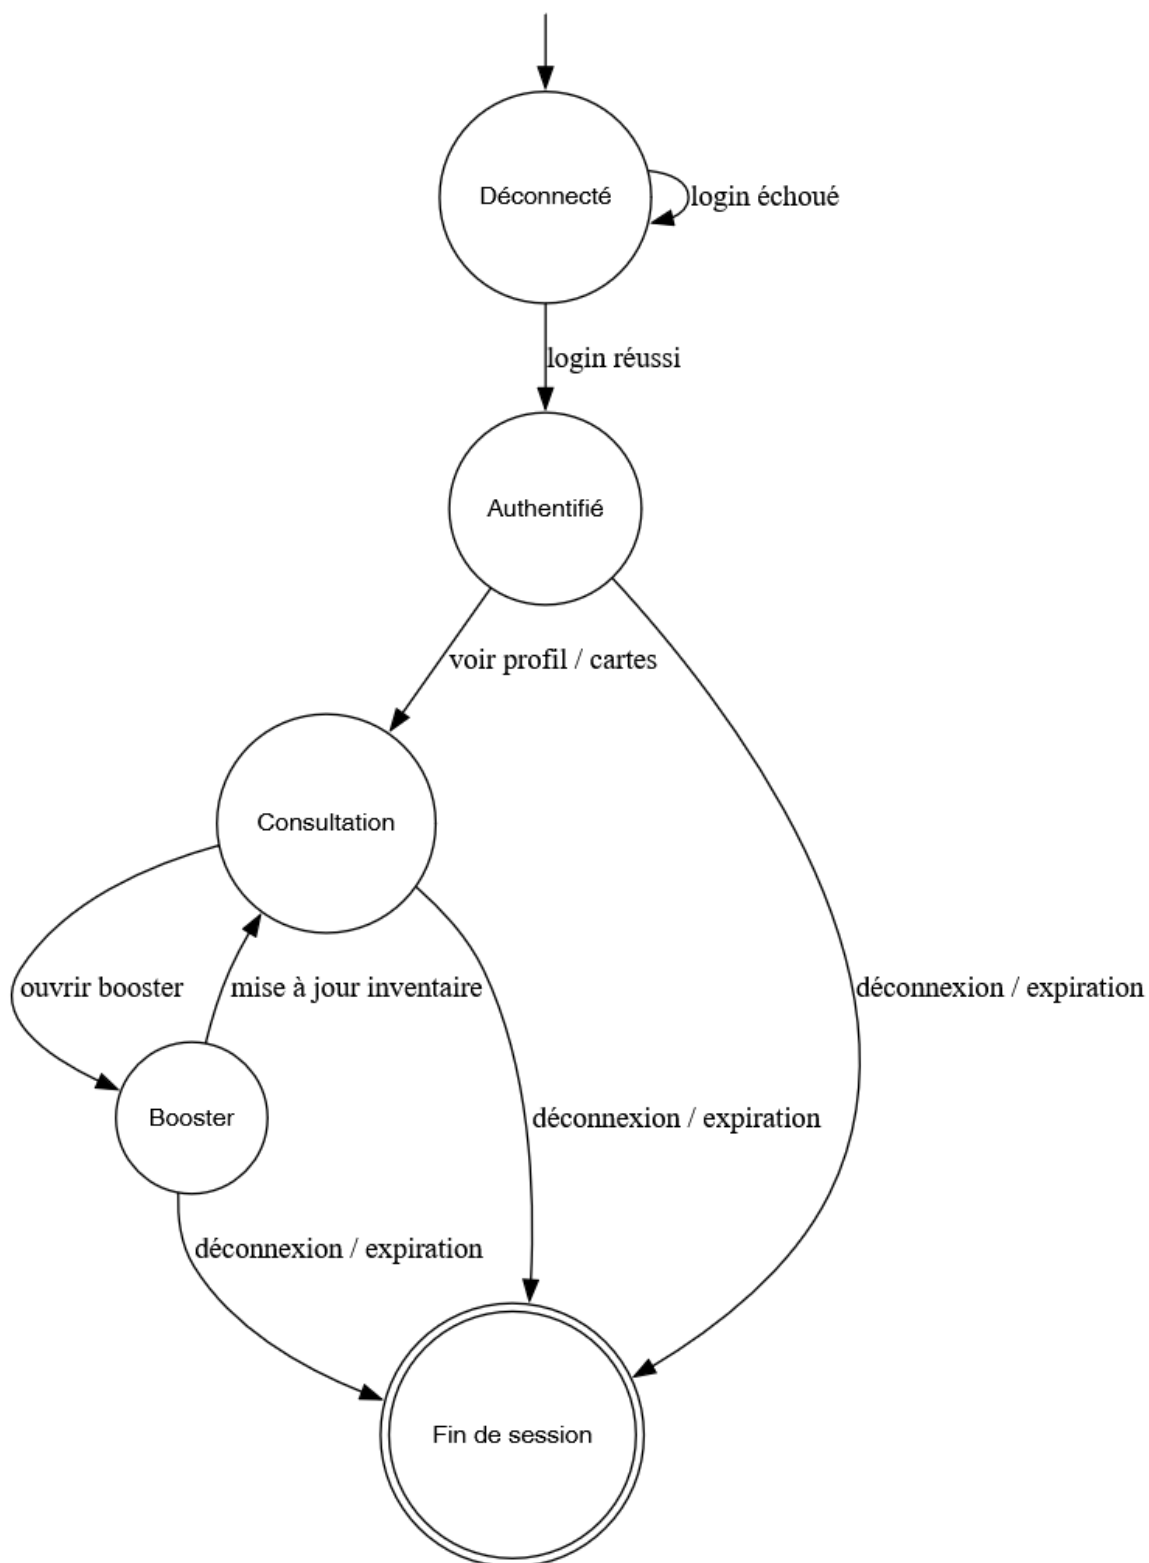 Déconnecté
login échoué
login réussi
Authentifié
voir profil / cartes
Consultation
ouvrir booster
mise à jour inventaire
déconnexion / expiration
Booster
déconnexion / expiration
déconnexion / expiration
Fin de session